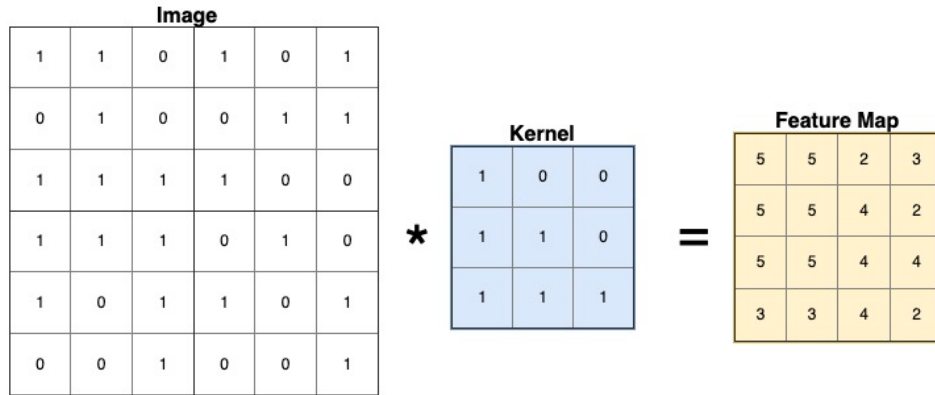 Image
1 1 0 1 0 1
0 1 0 0 1 1
1 1 1 1 0 0
1 1 1 0 1 0
1 0 1 1 0 1
0 0 1 0 0 1
*
Kernel
1 0 0
1 1 0
1 1 1
=
Feature Map
5 5 2 3
5 5 4 2
5 5 4 4
3 3 4 2